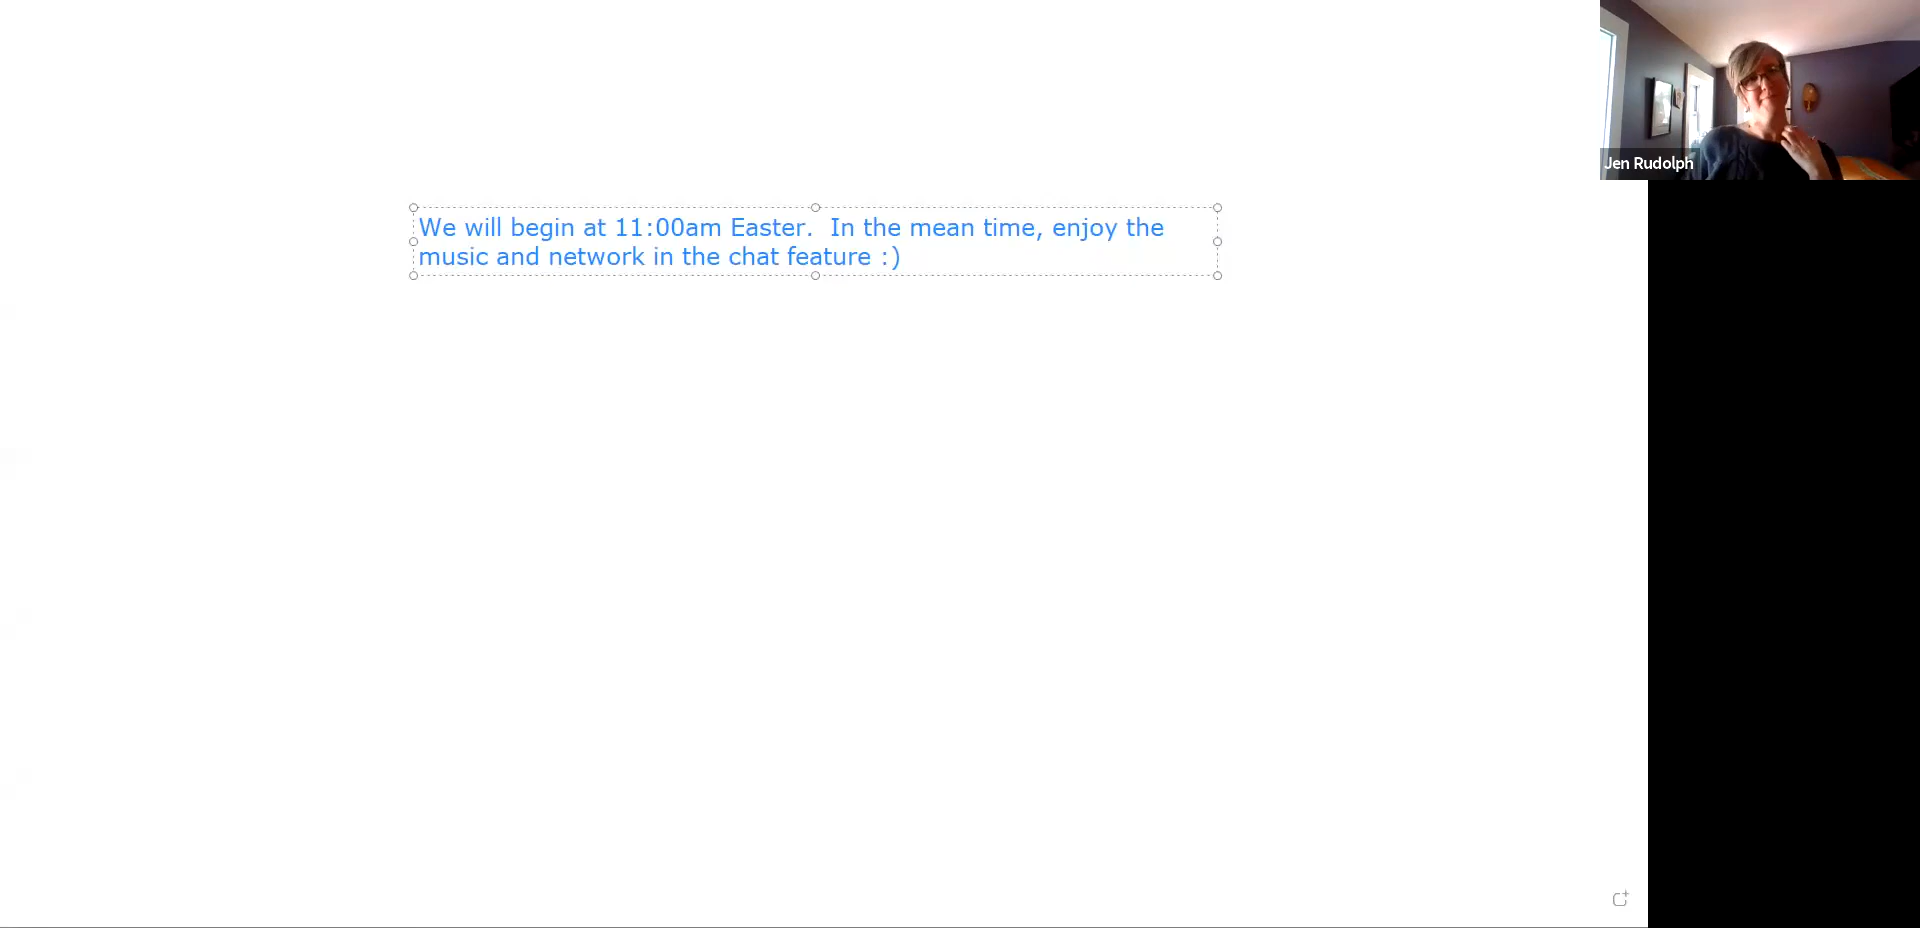 Jen Rudolph
We will begin at 11:00am Easter.  In the mean time, enjoy the
music and network in the chat feature :)